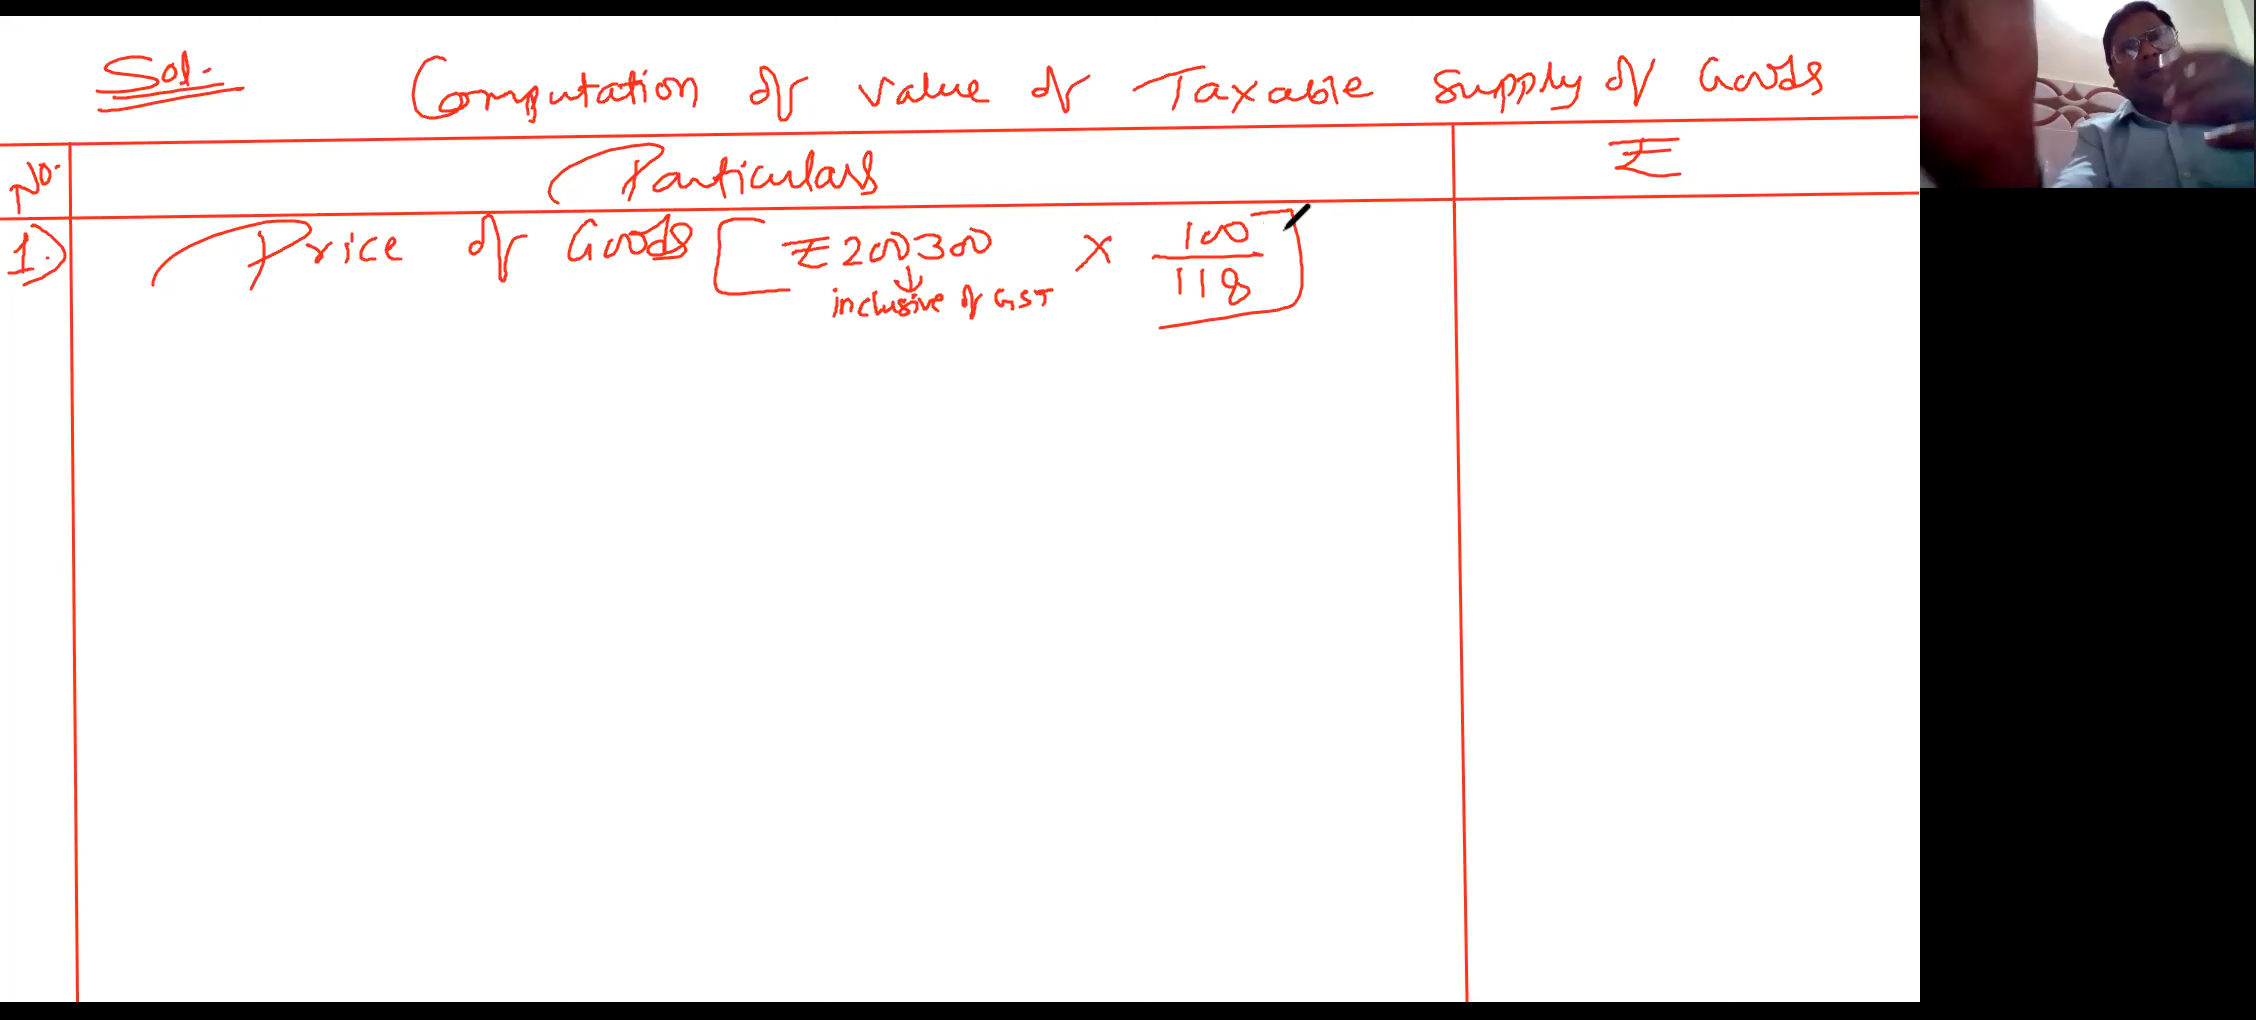 Sol. Computation of value of Taxable supply of Goods
No. Particulars ₹
1.) Price of Goods [ ₹200300 × 100/118 ]
↓
inclusive of GST